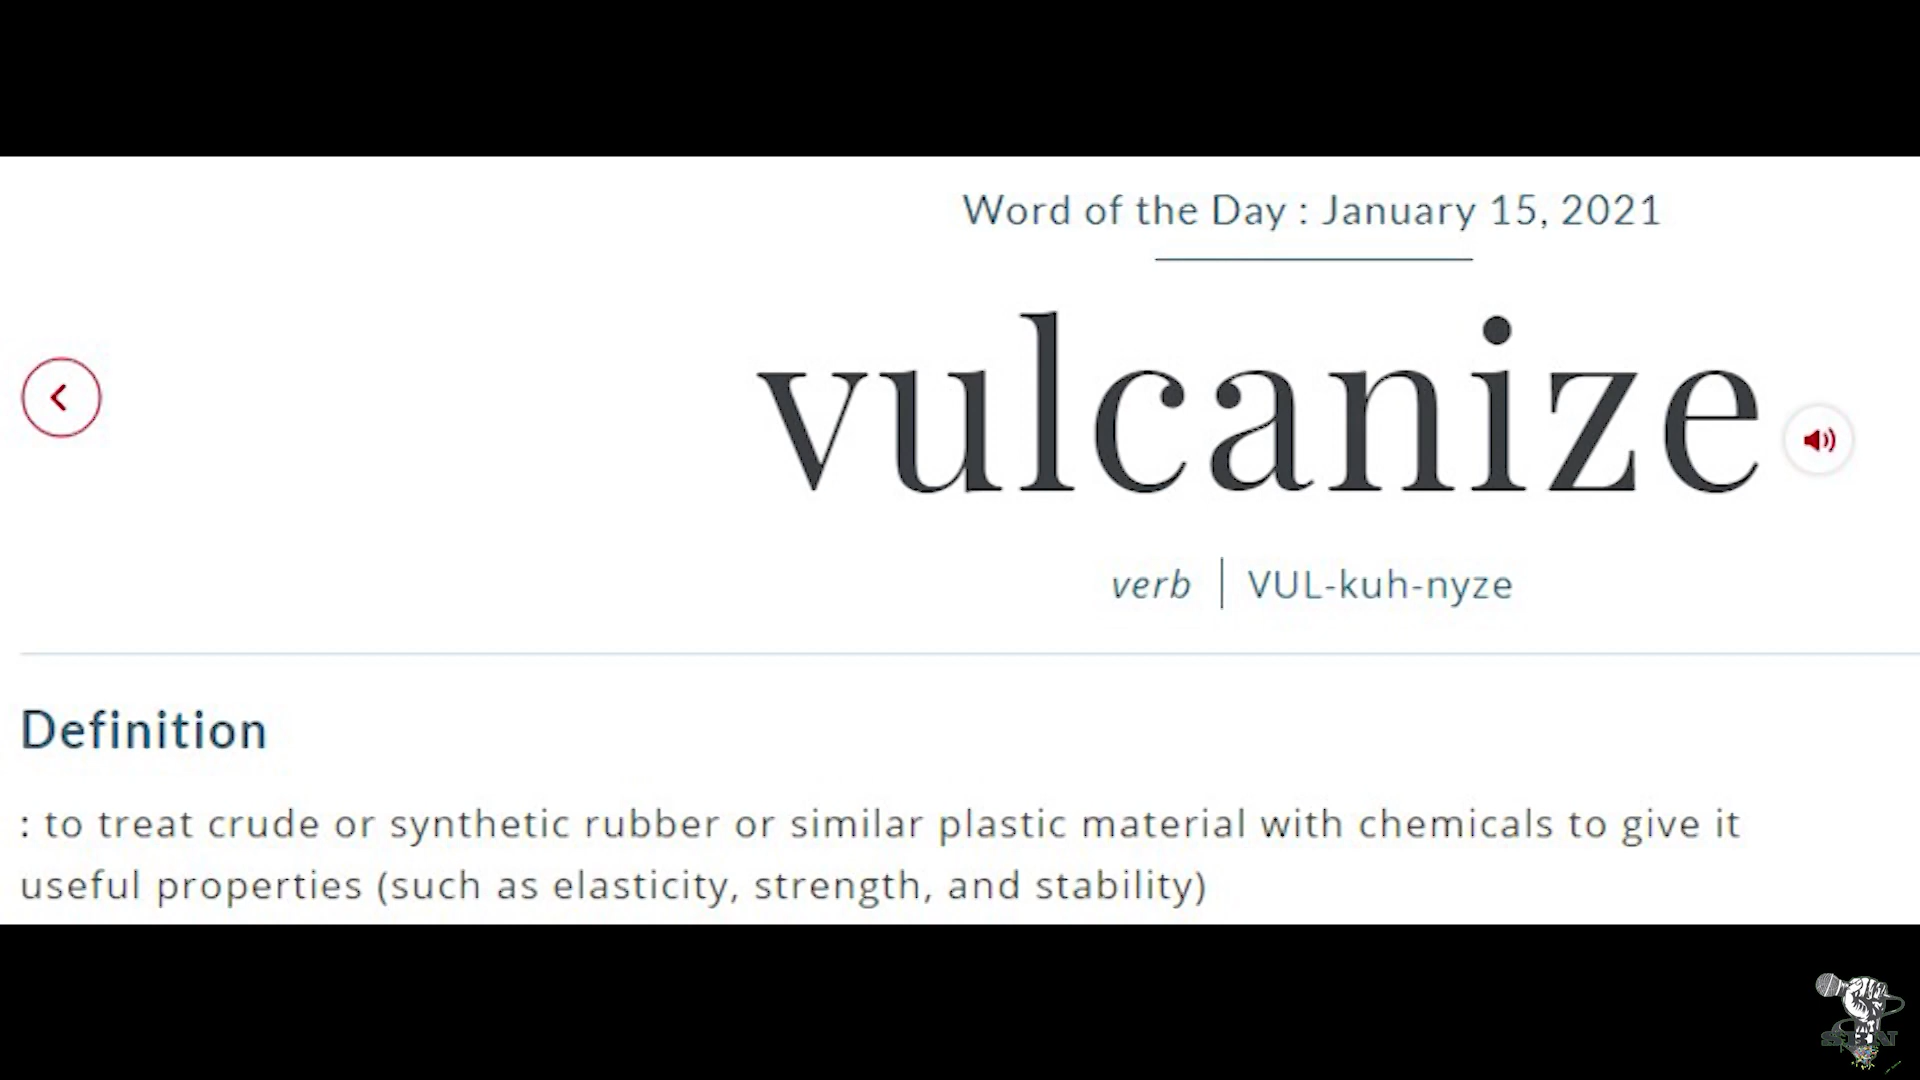 Word of the Day : January 15, 2021
vulcanize
verb | VUL-kuh-nyze
Definition
: to treat crude or synthetic rubber or similar plastic material with chemicals to give it
useful properties (such as elasticity, strength, and stability)